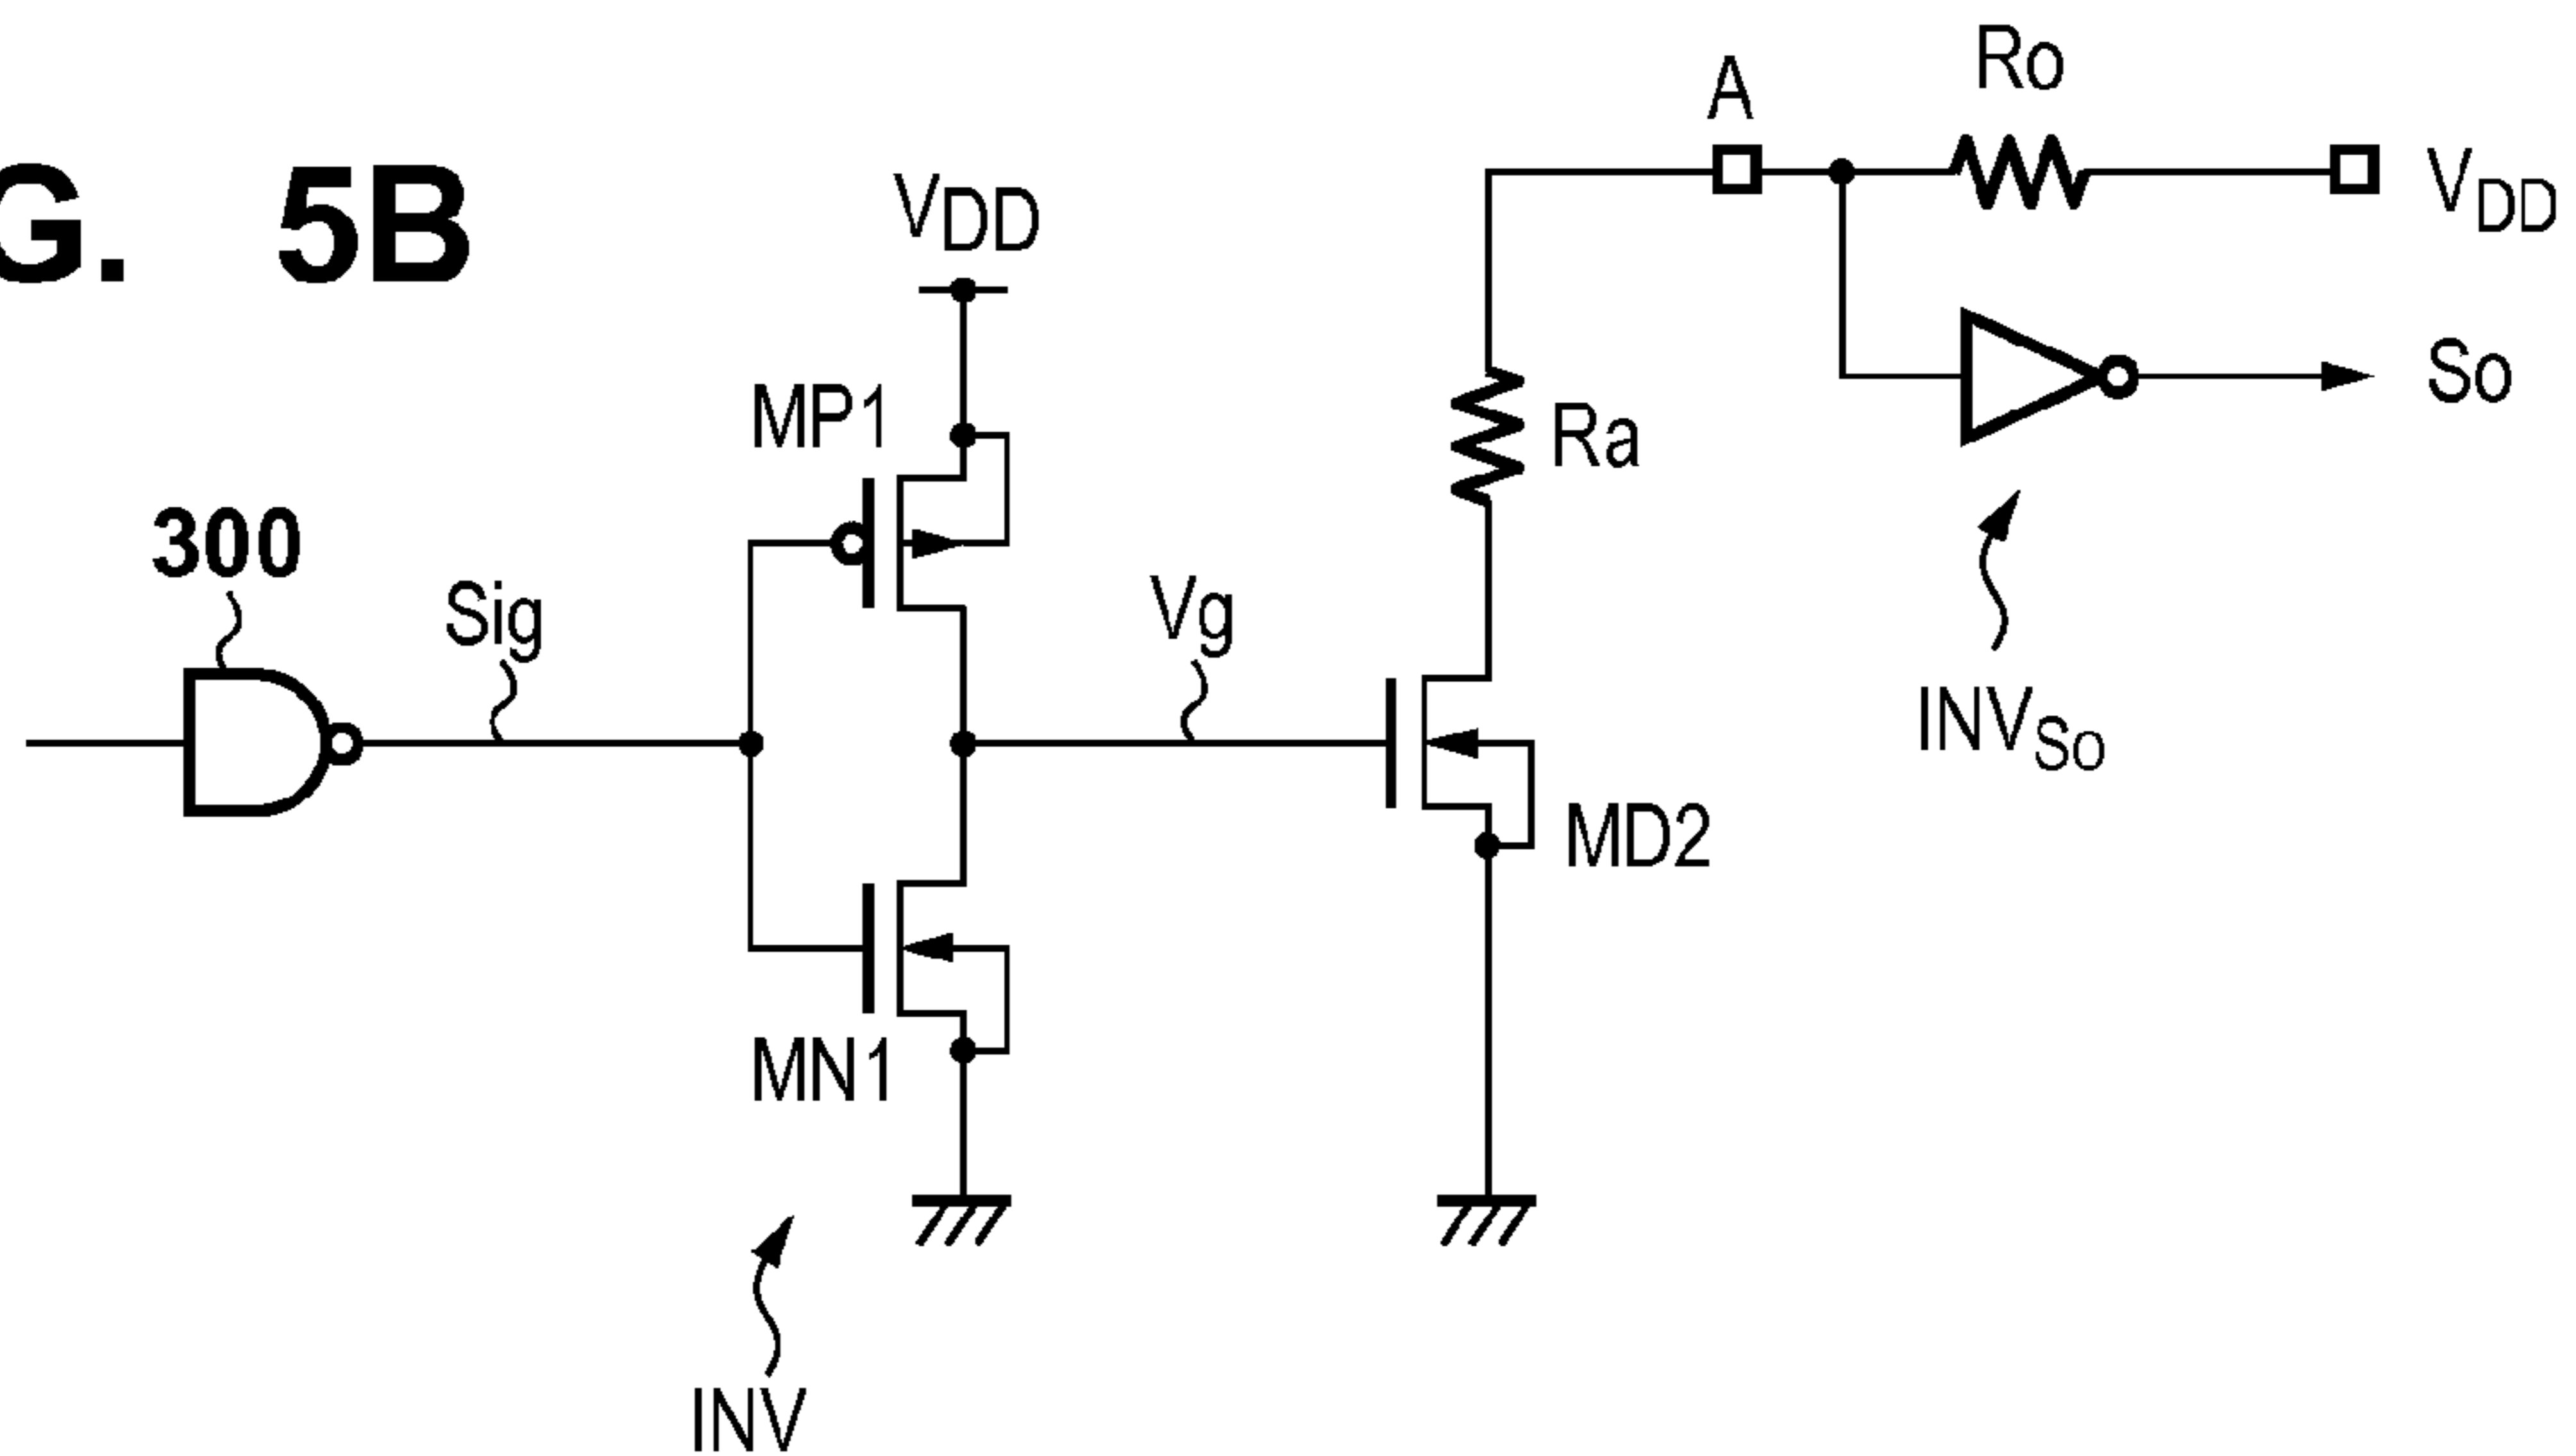 G. 5B
A
Ro
VDD
VDD
So
MP1
Ra
300
Sig
Vg
INVSo
MD2
MN1
INV